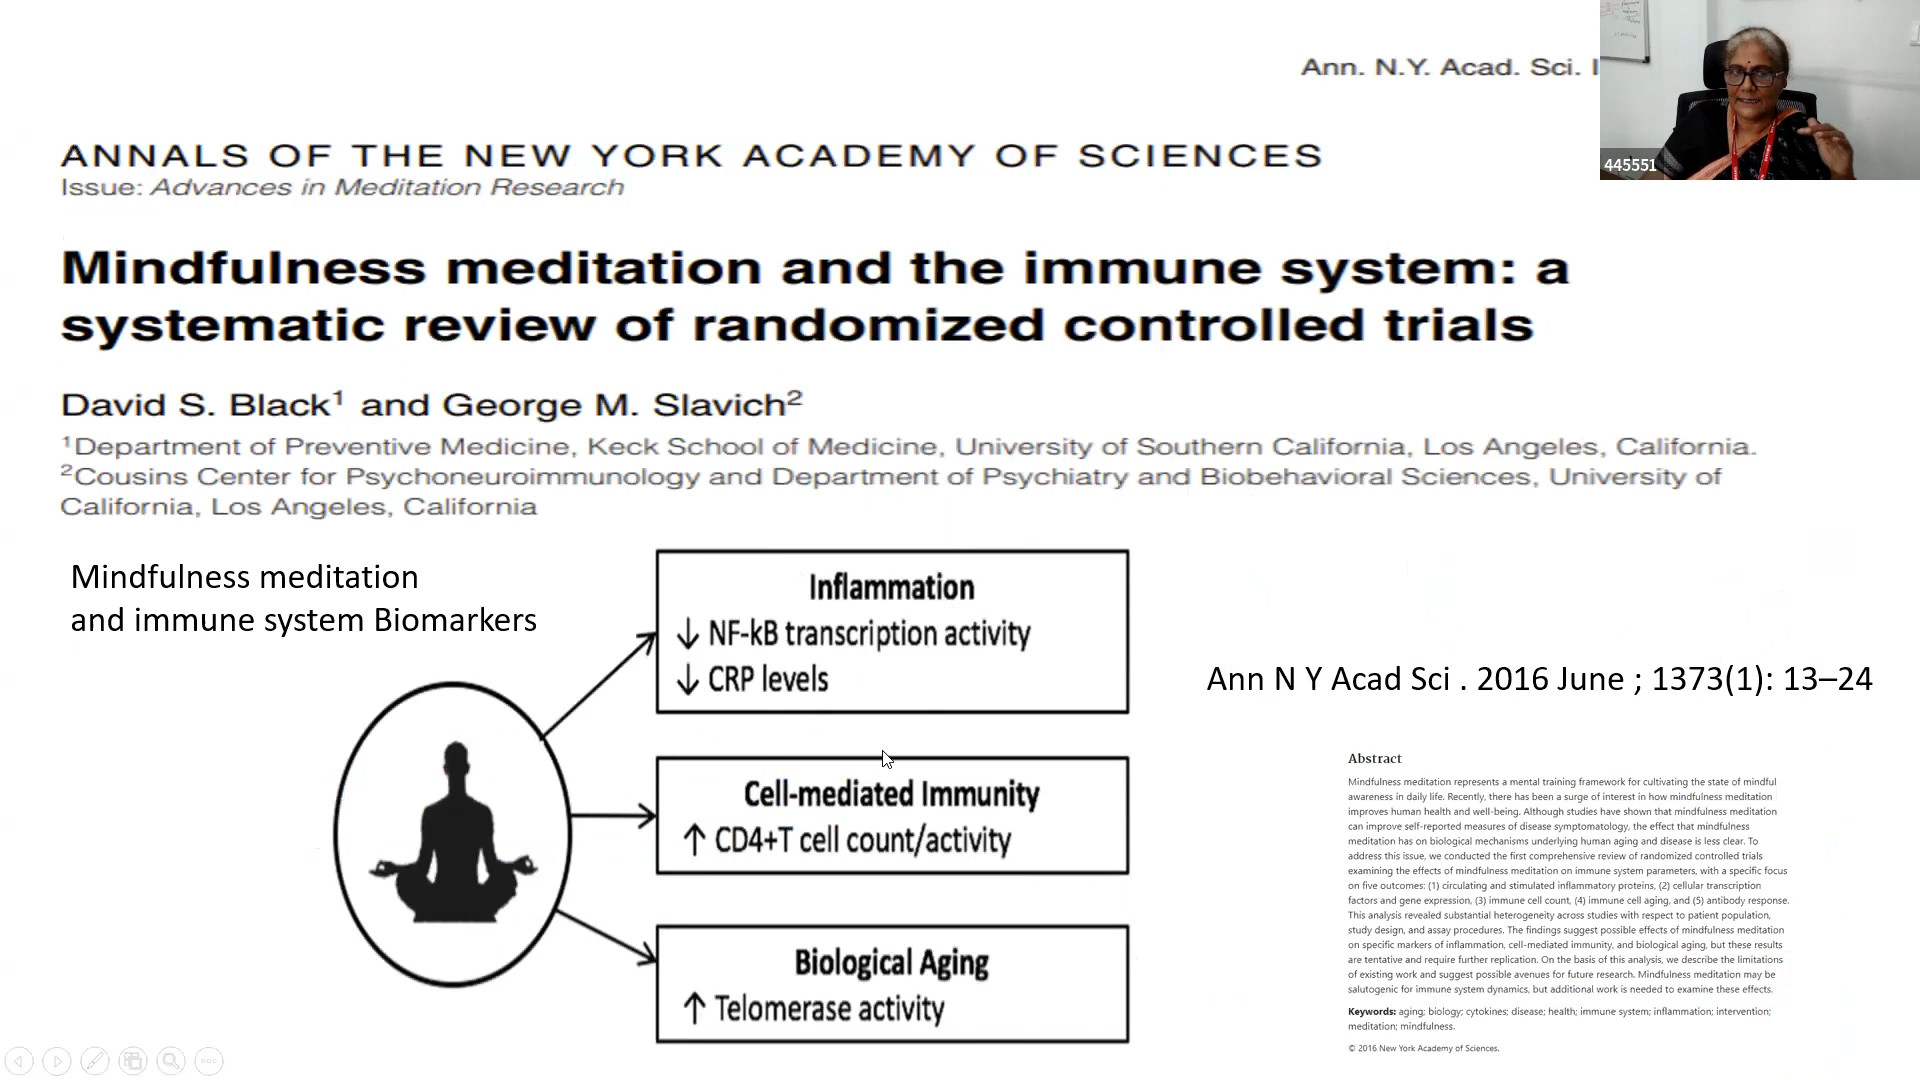 Ann. N.Y. Acad. Sci. I
445551
ANNALS OF THE NEW YORK ACADEMY OF SCIENCES
Issue: Advances in Meditation Research
Mindfulness meditation and the immune system: a
systematic review of randomized controlled trials
David S. Black1 and George M. Slavich2
1Department of Preventive Medicine, Keck School of Medicine, University of Southern California, Los Angeles, California.
2Cousins Center for Psychoneuroimmunology and Department of Psychiatry and Biobehavioral Sciences, University of
California, Los Angeles, California
Mindfulness meditation
and immune system Biomarkers
Inflammation
↓ NF-kB transcription activity
↓ CRP levels
Cell-mediated Immunity
↑ CD4+T cell count/activity
Biological Aging
↑ Telomerase activity
Ann N Y Acad Sci . 2016 June ; 1373(1): 13–24
Abstract
Mindfulness meditation represents a mental training framework for cultivating the state of mindful
awareness in daily life. Recently, there has been a surge of interest in how mindfulness meditation
improves human health and well-being. Although studies have shown that mindfulness meditation
can improve self-reported measures of disease symptomatology, the effect that mindfulness
meditation has on biological mechanisms underlying human aging and disease is less clear. To
address this issue, we conducted the first comprehensive review of randomized controlled trials
examining the effects of mindfulness meditation on immune system parameters, with a specific focus
on five outcomes: (1) circulating and stimulated inflammatory proteins, (2) cellular transcription
factors and gene expression, (3) immune cell count, (4) immune cell aging, and (5) antibody response.
This analysis revealed substantial heterogeneity across studies with respect to patient population,
study design, and assay procedures. The findings suggest possible effects of mindfulness meditation
on specific markers of inflammation, cell-mediated immunity, and biological aging, but these results
are tentative and require further replication. On the basis of this analysis, we describe the limitations
of existing work and suggest possible avenues for future research. Mindfulness meditation may be
salutogenic for immune system dynamics, but additional work is needed to examine these effects.
Keywords: aging; biology; cytokines; disease; health; immune system; inflammation; intervention;
meditation; mindfulness.
© 2016 New York Academy of Sciences.